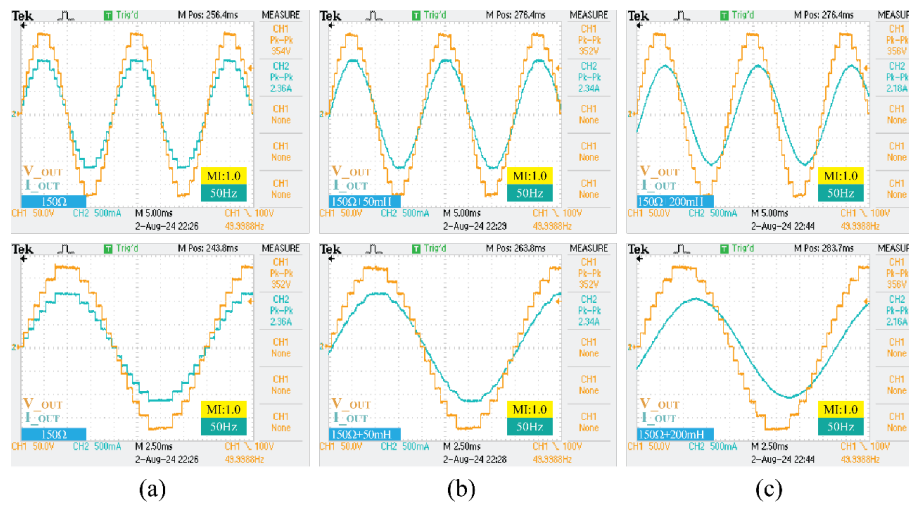 Tek Trig'd M Pos: 256.4ms MEASURE
CH1
Pk-Pk
354V
CH2
Pk-Pk
2.36A
CH1
None
CH1
None
CH1
None
2
V_OUT
I_OUT
150Ω
MI:1.0
50Hz
CH1 50.0V CH2 500mA M 5.00ms CH1 100V
2-Aug-24 22:26 49.9988Hz
Tek Trig'd M Pos: 276.4ms MEASURE
CH1
Pk-Pk
352V
CH2
Pk-Pk
2.34A
CH1
None
CH1
None
CH1
None
2
V_OUT
I_OUT
150Ω+50mH
MI:1.0
50Hz
CH1 50.0V CH2 500mA M 5.00ms CH1 100V
2-Aug-24 22:29 49.9988Hz
Tek Trig'd M Pos: 276.4ms MEASURE
CH1
Pk-Pk
356V
CH2
Pk-Pk
2.18A
CH1
None
CH1
None
CH1
None
2
V_OUT
I_OUT
150Ω 200mH
MI:1.0
50Hz
CH1 50.0V CH2 500mA M 5.00ms CH1 100V
2-Aug-24 22:44 49.9988Hz
Tek Trig'd M Pos: 243.8ms MEASURE
CH1
Pk-Pk
352V
CH2
Pk-Pk
2.36A
CH1
None
CH1
None
CH1
None
2
V_OUT
I_OUT
150Ω
MI:1.0
50Hz
CH1 50.0V CH2 500mA M 2.50ms CH1 100V
2-Aug-24 22:26 49.9988Hz
Tek Trig'd M Pos: 263.8ms MEASURE
CH1
Pk-Pk
352V
CH2
Pk-Pk
2.34A
CH1
None
CH1
None
CH1
None
2
V_OUT
I_OUT
150Ω+50mH
MI:1.0
50Hz
CH1 50.0V CH2 500mA M 2.50ms CH1 100V
2-Aug-24 22:28 49.9988Hz
Tek Trig'd M Pos: 263.7ms MEASURE
CH1
Pk-Pk
356V
CH2
Pk-Pk
2.16A
CH1
None
CH1
None
CH1
None
2
V_OUT
I_OUT
150Ω+200mH
MI:1.0
50Hz
CH1 50.0V CH2 500mA M 2.50ms CH1 100V
2-Aug-24 22:44 49.9988Hz
(a) (b) (c)